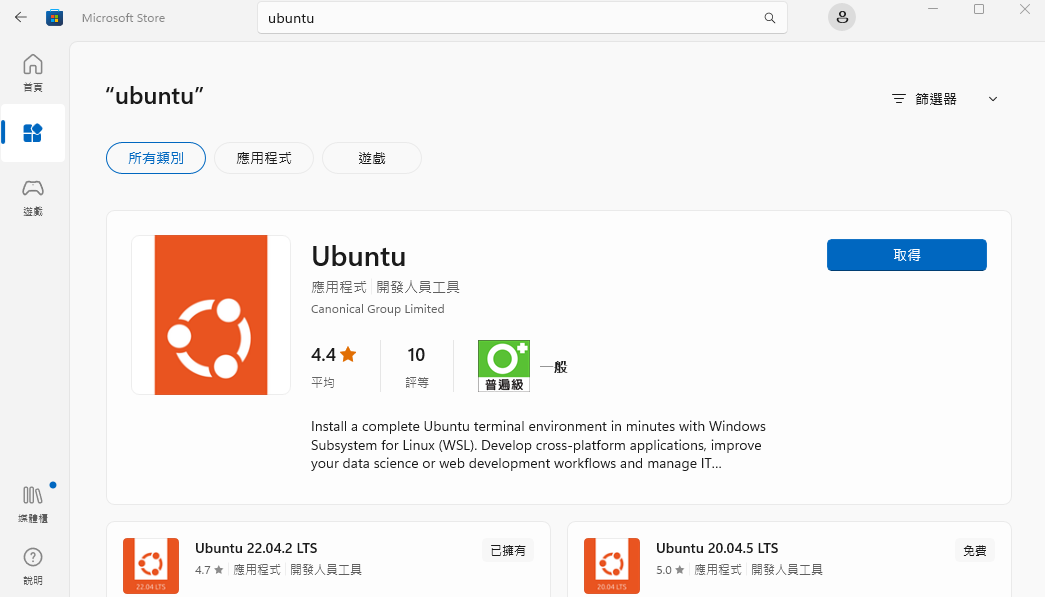 Microsoft Store
ubuntu
首頁
遊戲
媒體櫃
說明
“ubuntu”
篩選器
所有類別
應用程式
遊戲
Ubuntu
應用程式 開發人員工具
Canonical Group Limited
取得
4.4
平均
10
評等
普遍級
一般
Install a complete Ubuntu terminal environment in minutes with Windows
Subsystem for Linux (WSL). Develop cross-platform applications, improve
your data science or web development workflows and manage IT...
22.04 LTS
Ubuntu 22.04.2 LTS
4.7 ★ 應用程式 開發人員工具
已擁有
20.04 LTS
Ubuntu 20.04.5 LTS
5.0 ★ 應用程式 開發人員工具
免費